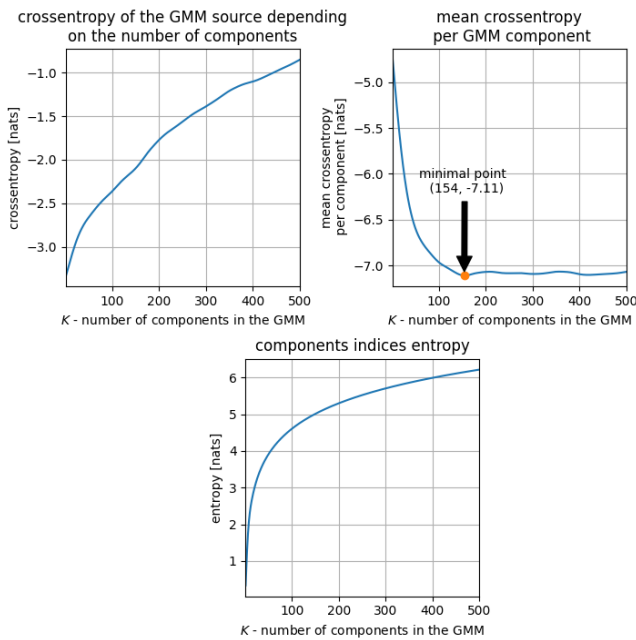 crossentropy of the GMM source depending
on the number of components
−1.0
−1.5
−2.0
−2.5
−3.0
crossentropy [nats]
100 200 300 400 500
K - number of components in the GMM
mean crossentropy
per GMM component
−5.0
−5.5
−6.0
−6.5
−7.0
mean crossentropy
per component [nats]
minimal point
(154, -7.11)
100 200 300 400 500
K - number of components in the GMM
components indices entropy
6
5
4
3
2
1
entropy [nats]
100 200 300 400 500
K - number of components in the GMM